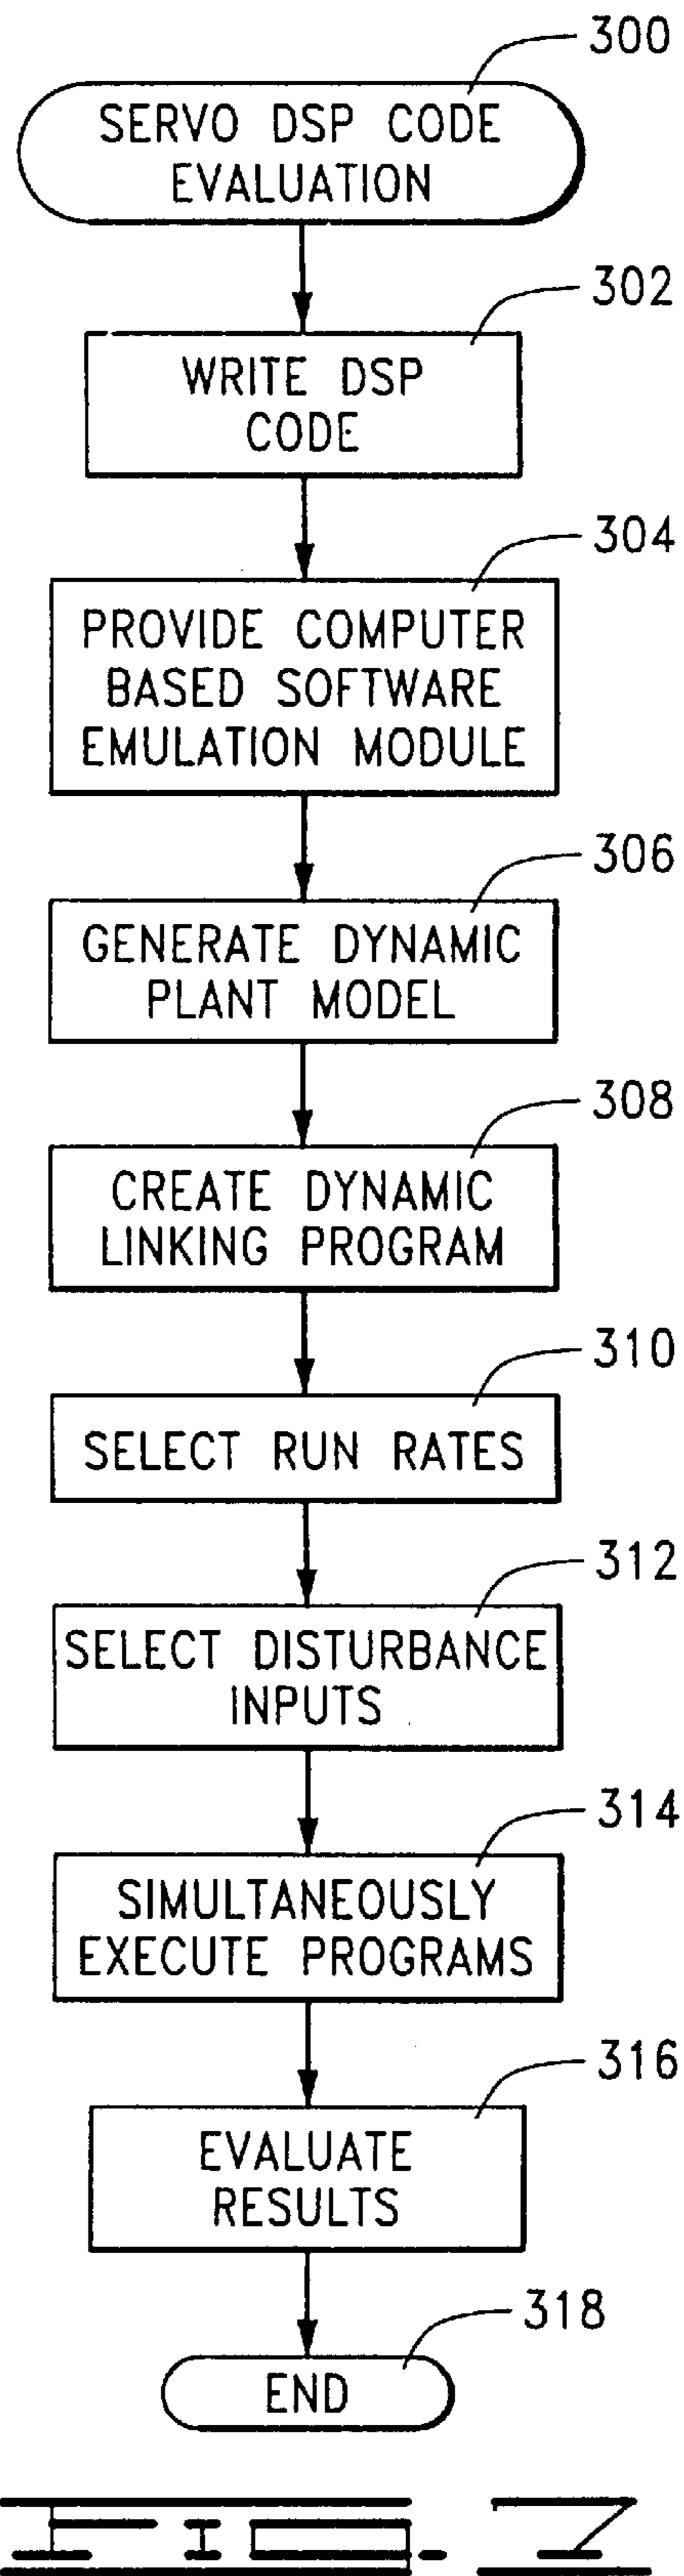 300
SERVO DSP CODE
EVALUATION
302
WRITE DSP
CODE
304
PROVIDE COMPUTER
BASED SOFTWARE
EMULATION MODULE
306
GENERATE DYNAMIC
PLANT MODEL
308
CREATE DYNAMIC
LINKING PROGRAM
310
SELECT RUN RATES
312
SELECT DISTURBANCE
INPUTS
314
SIMULTANEOUSLY
EXECUTE PROGRAMS
316
EVALUATE
RESULTS
318
END
FIG. 7